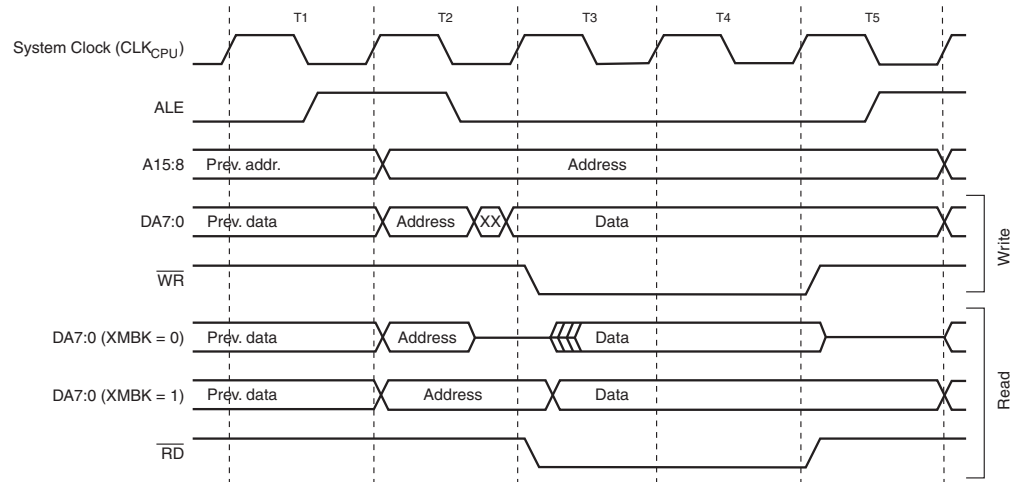 T1 T2 T3 T4 T5
System Clock (CLKCPU)
ALE
A15:8 Prev. addr. Address
DA7:0 Prev. data Address XX Data
WR
Write
DA7:0 (XMBK = 0) Prev. data Address Data
DA7:0 (XMBK = 1) Prev. data Address Data
RD
Read